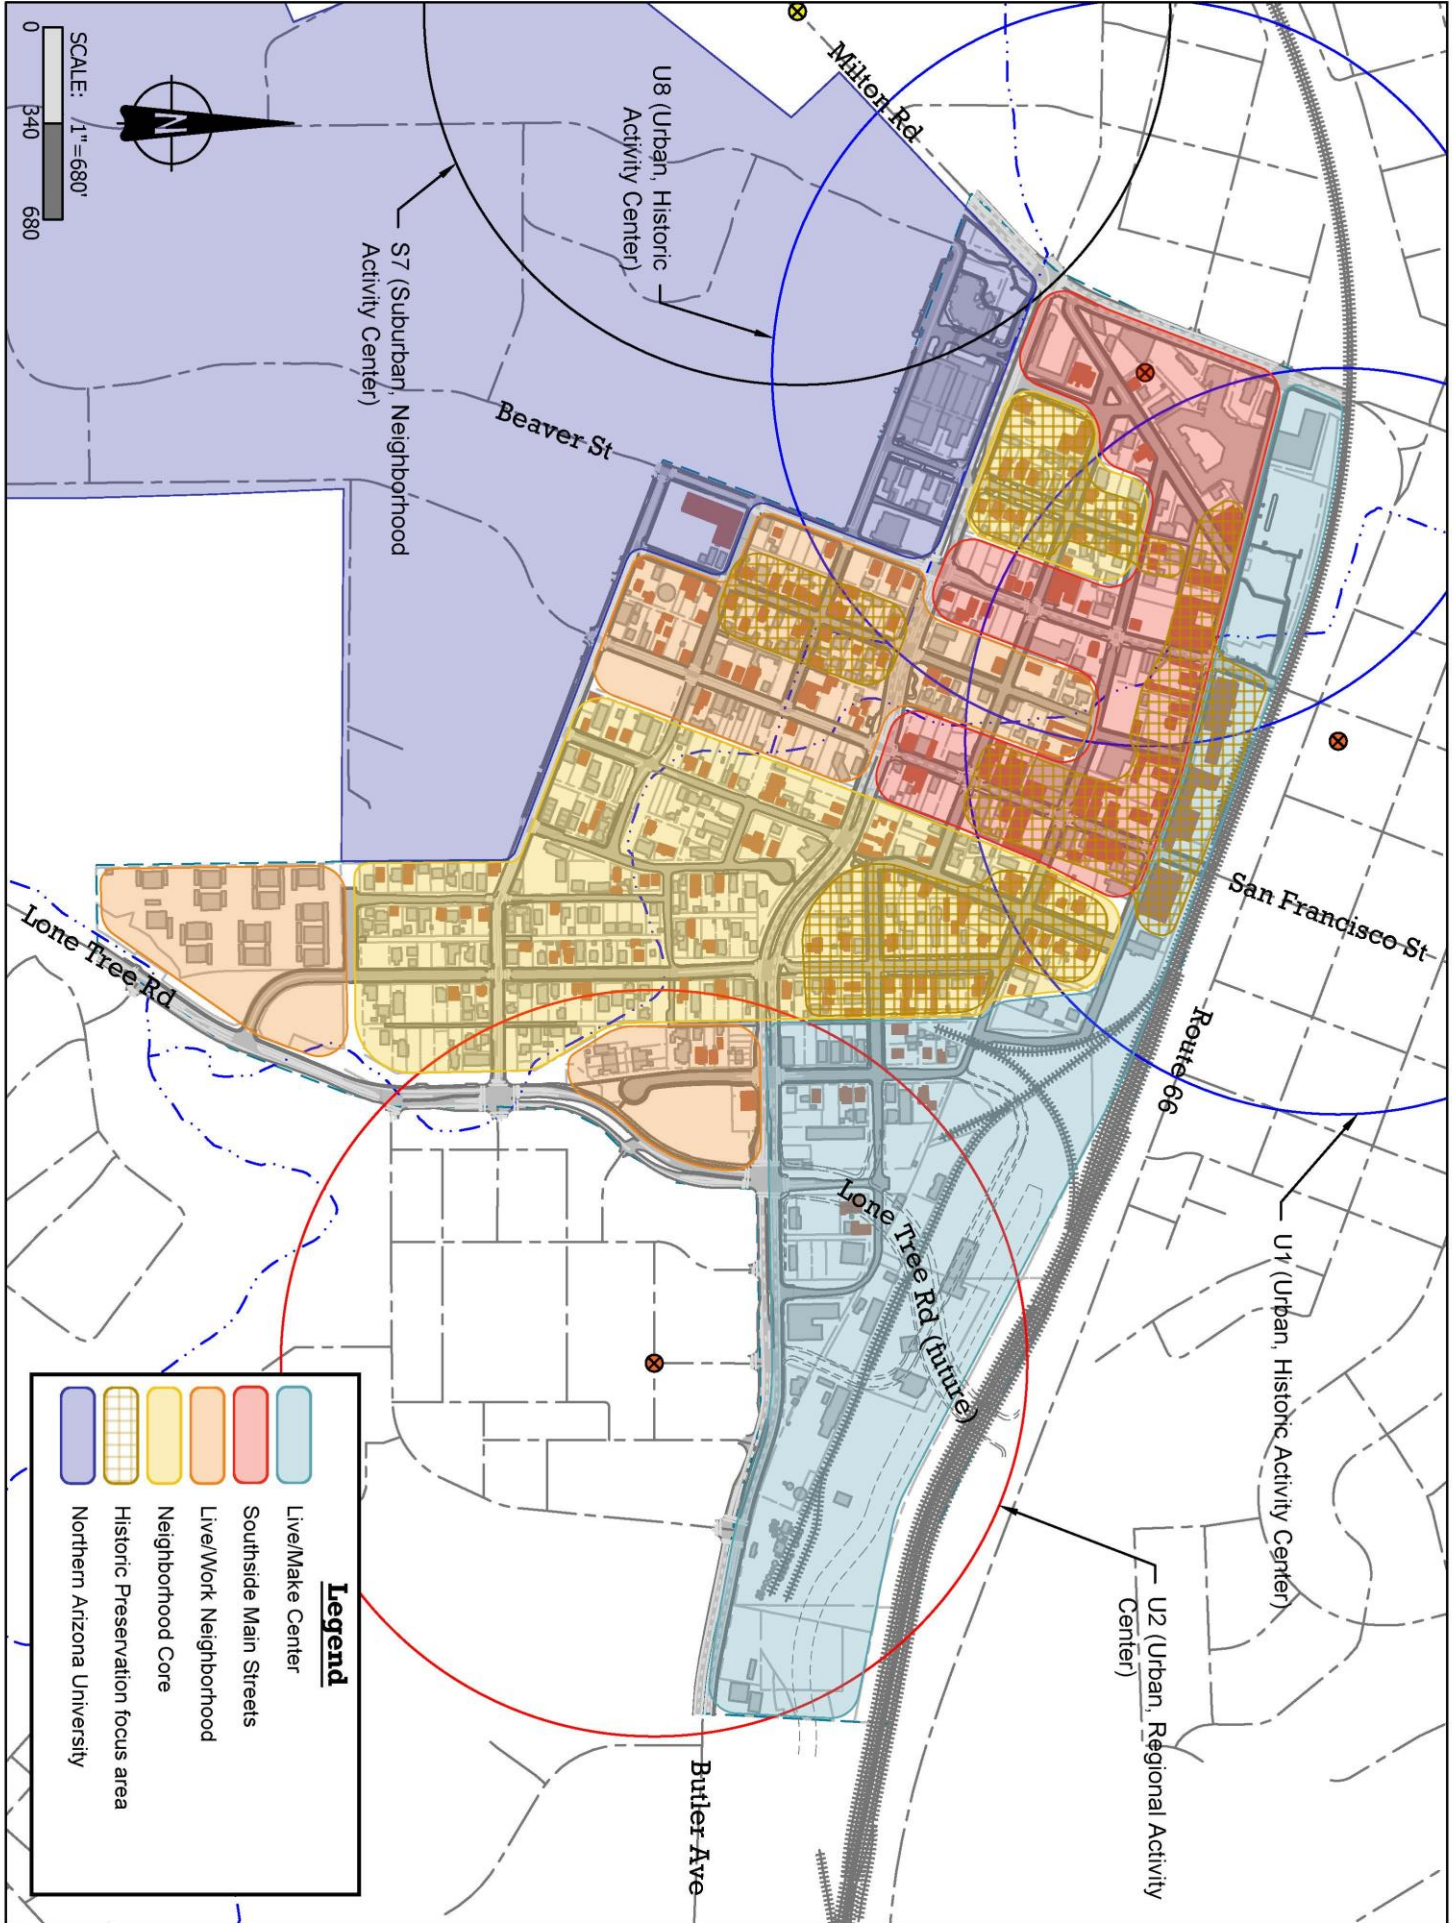 Milton Rd
U8 (Urban, Historic
Activity Center)
S7 (Suburban, Neighborhood
Activity Center)
Beaver St
SCALE: 1"=680'
0 340 680
N
San Francisco St
Route 66
U1 (Urban, Historic Activity Center)
Lone Tree Rd
Lone Tree Rd (future)
U2 (Urban, Regional Activity
Center)
Butler Ave
Legend
Live/Make Center
Southside Main Streets
Live/Work Neighborhood
Neighborhood Core
Historic Preservation focus area
Northern Arizona University